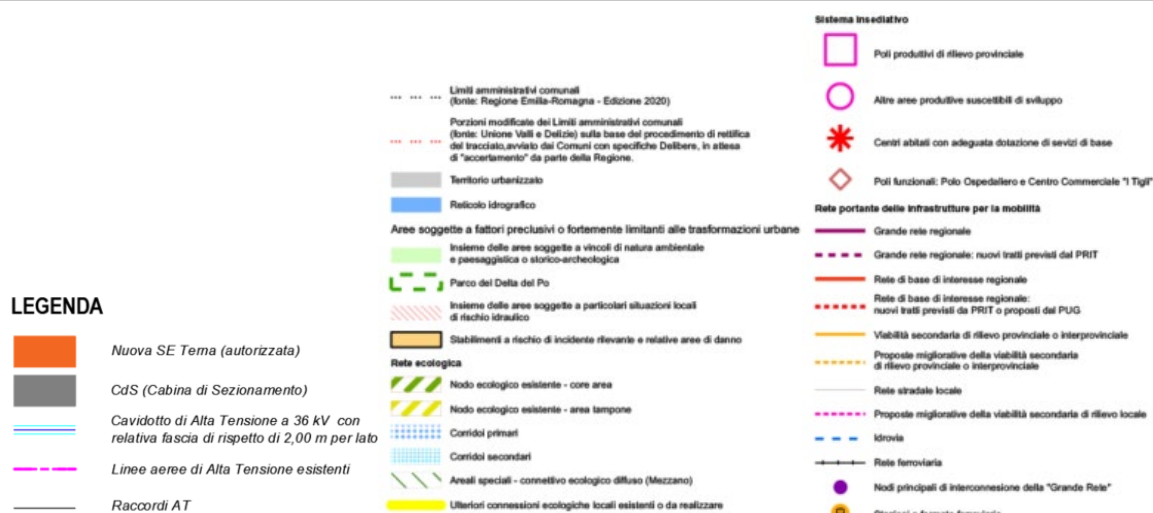 LEGENDA
Nuova SE Terna (autorizzata)
CdS (Cabina di Sezionamento)
Cavidotto di Alta Tensione a 36 kV con
relativa fascia di rispetto di 2,00 m per lato
Linee aeree di Alta Tensione esistenti
Raccordi AT
Limiti amministrativi comunali
(fonte: Regione Emilia-Romagna - Edizione 2020)
Porzioni modificate dei Limiti amministrativi comunali
(fonte: Unione Valli e Delizie) sulla base del procedimento di rettifica
del tracciato,avviato dai Comuni con specifiche Delibere, in attesa
di "accertamento" da parte della Regione.
Territorio urbanizzato
Reticolo idrografico
Aree soggette a fattori preclusivi o fortemente limitanti alle trasformazioni urbane
Insieme delle aree soggette a vincoli di natura ambientale
e paesaggistica o storico-archeologica
Parco del Delta del Po
Insieme delle aree soggette a particolari situazioni locali
di rischio idraulico
Stabilimenti a rischio di incidente rilevante e relative aree di danno
Rete ecologica
Nodo ecologico esistente - core area
Nodo ecologico esistente - area tampone
Corridoi primari
Corridoi secondari
Areali speciali - connettivo ecologico diffuso (Mezzano)
Ulteriori connessioni ecologiche locali esistenti o da realizzare
Sistema insediativo
Poli produttivi di rilievo provinciale
Altre aree produttive suscettibili di sviluppo
Centri abitati con adeguata dotazione di sevizi di base
Poli funzionali: Polo Ospedaliero e Centro Commerciale "I Tigli"
Rete portante delle infrastrutture per la mobilità
Grande rete regionale
Grande rete regionale: nuovi tratti previsti dal PRIT
Rete di base di interesse regionale
Rete di base di interesse regionale:
nuovi tratti previsti da PRIT o proposti dal PUG
Viabilità secondaria di rilievo provinciale o interprovinciale
Proposte migliorative della viabilità secondaria
di rilievo provinciale o interprovinciale
Rete stradale locale
Proposte migliorative della viabilità secondaria di rilievo locale
Idrovia
Rete ferroviaria
Nodi principali di interconnessione della "Grande Rete"